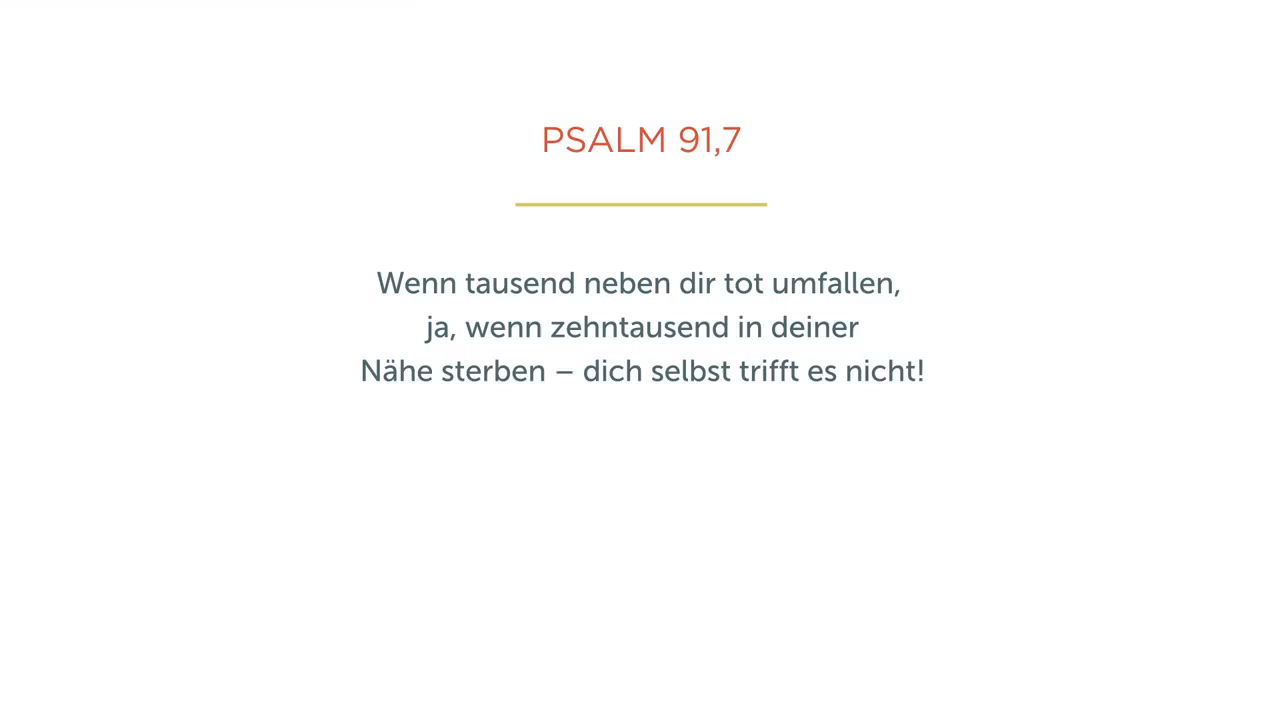 PSALM 91,7
Wenn tausend neben dir tot umfallen,
ja, wenn zehntausend in deiner
Nähe sterben – dich selbst trifft es nicht!